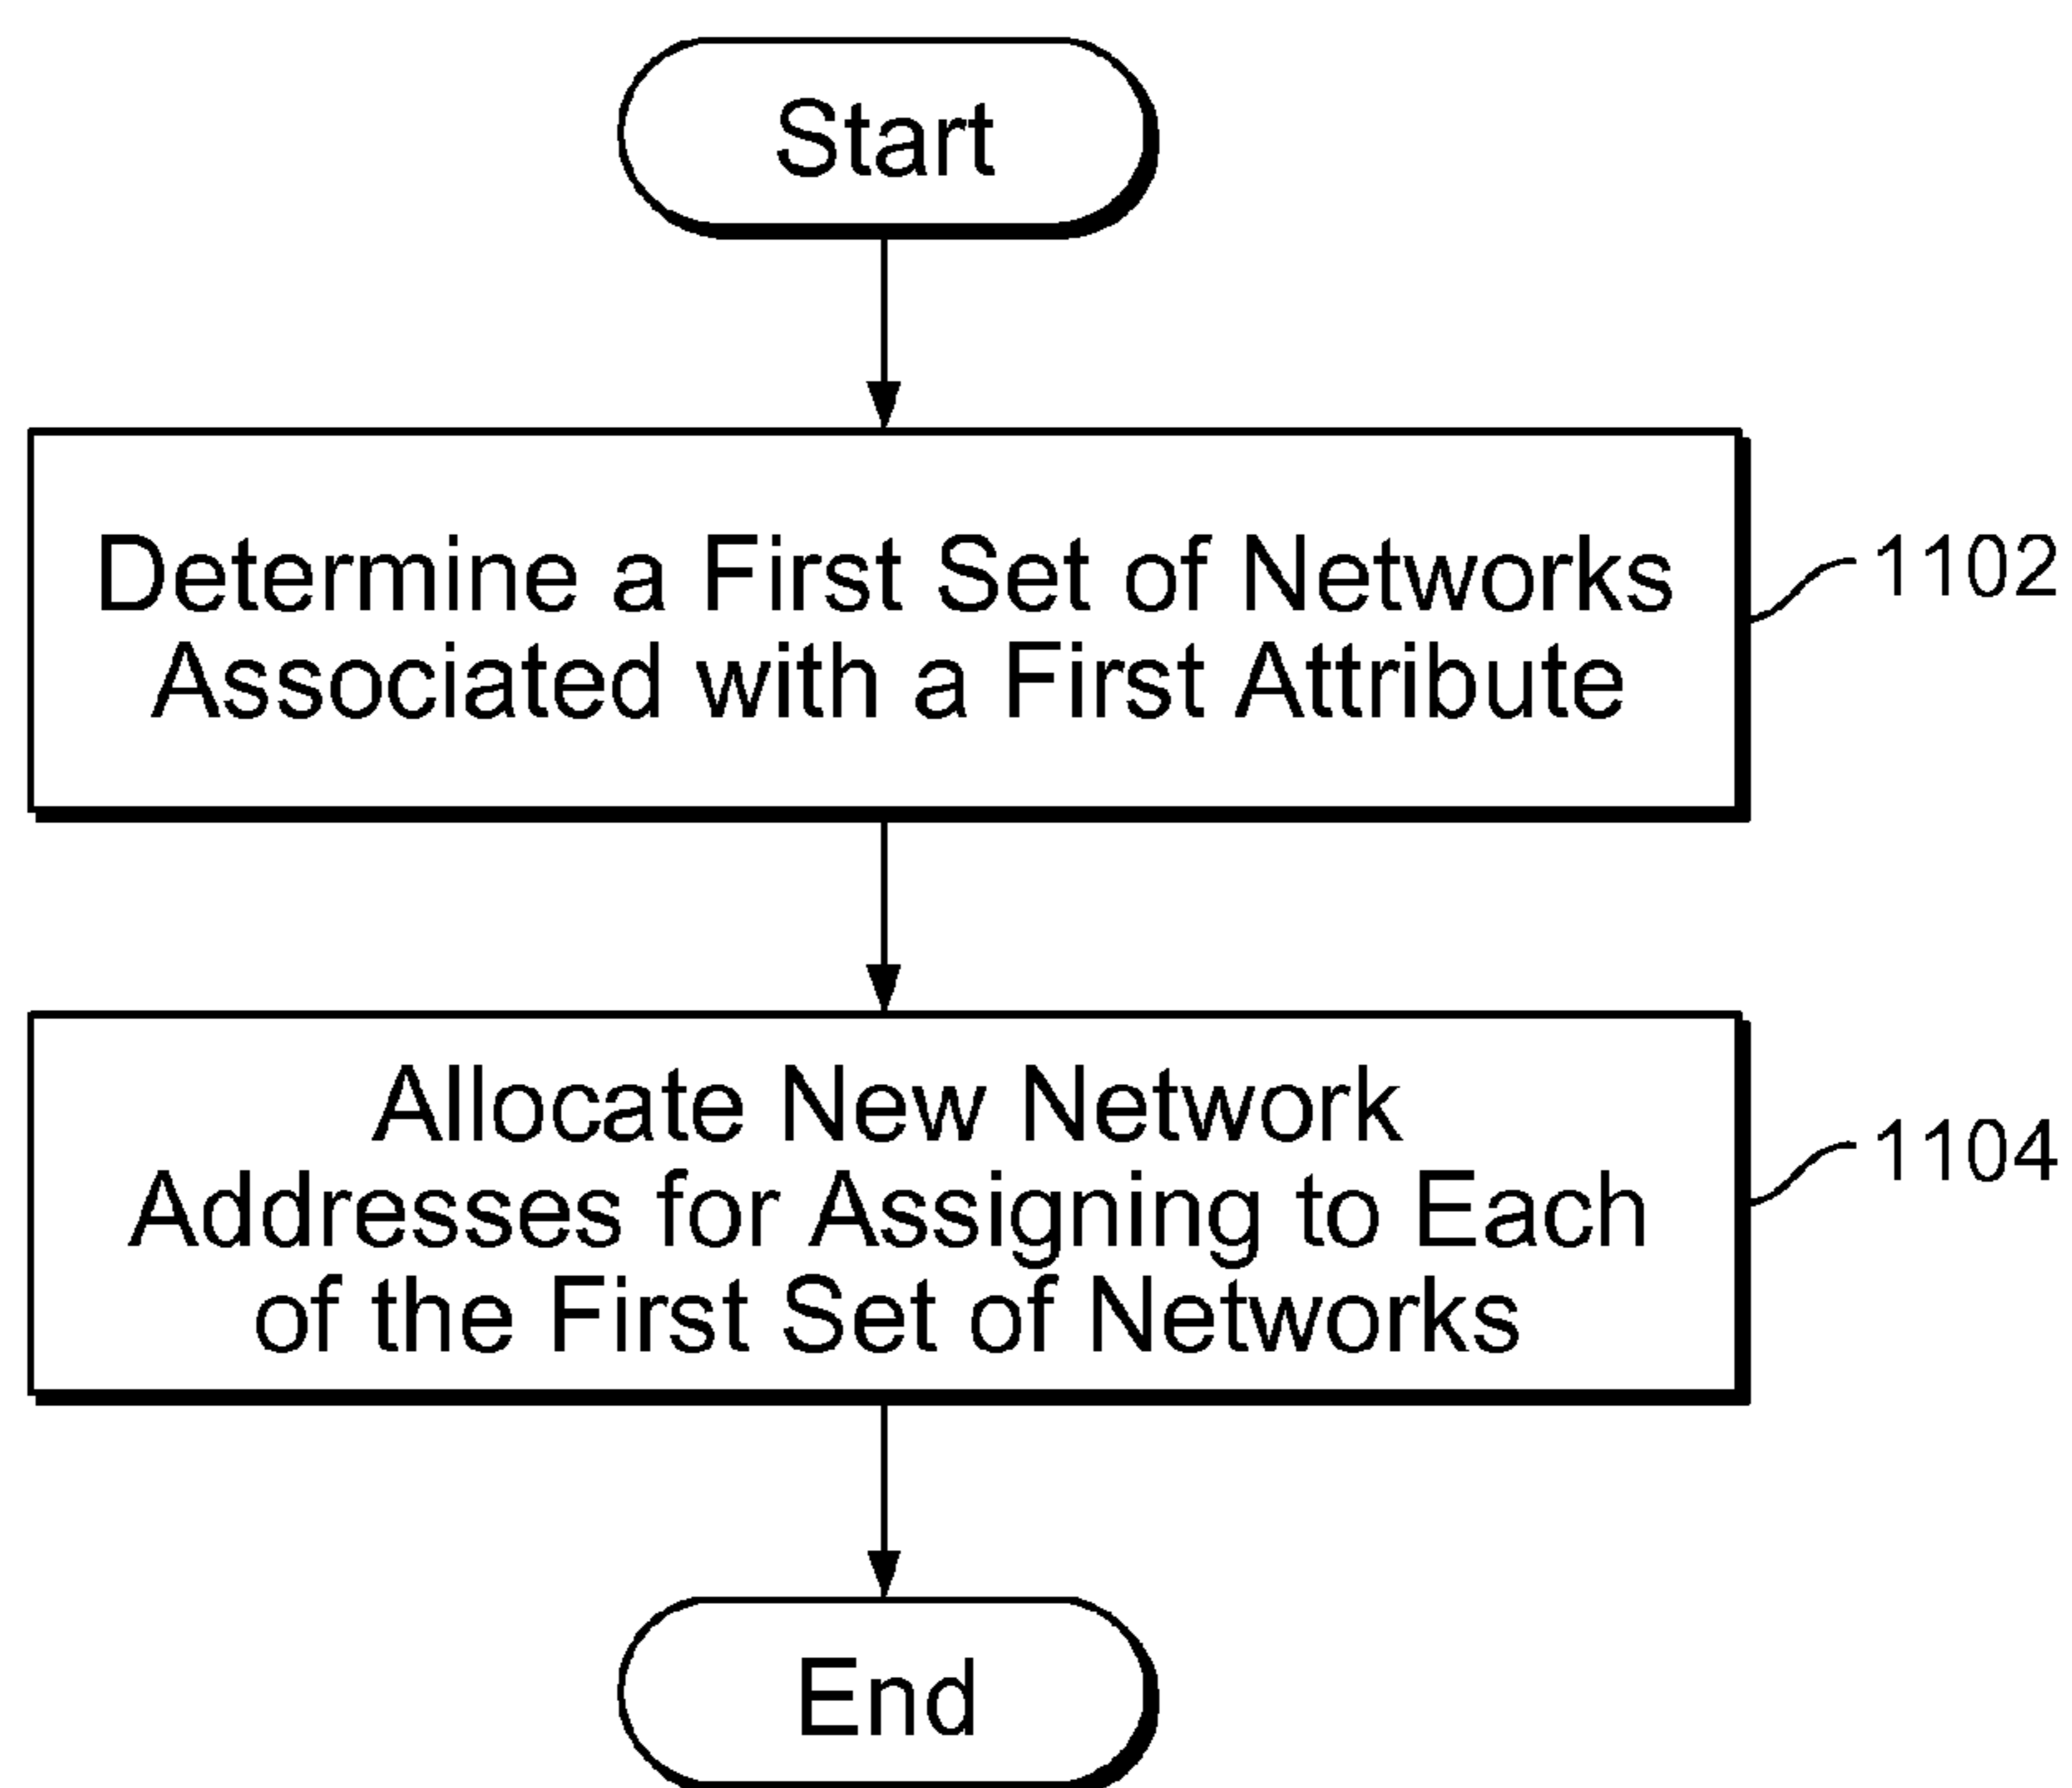 Start
Determine a First Set of Networks
Associated with a First Attribute
1102
Allocate New Network
Addresses for Assigning to Each
of the First Set of Networks
1104
End